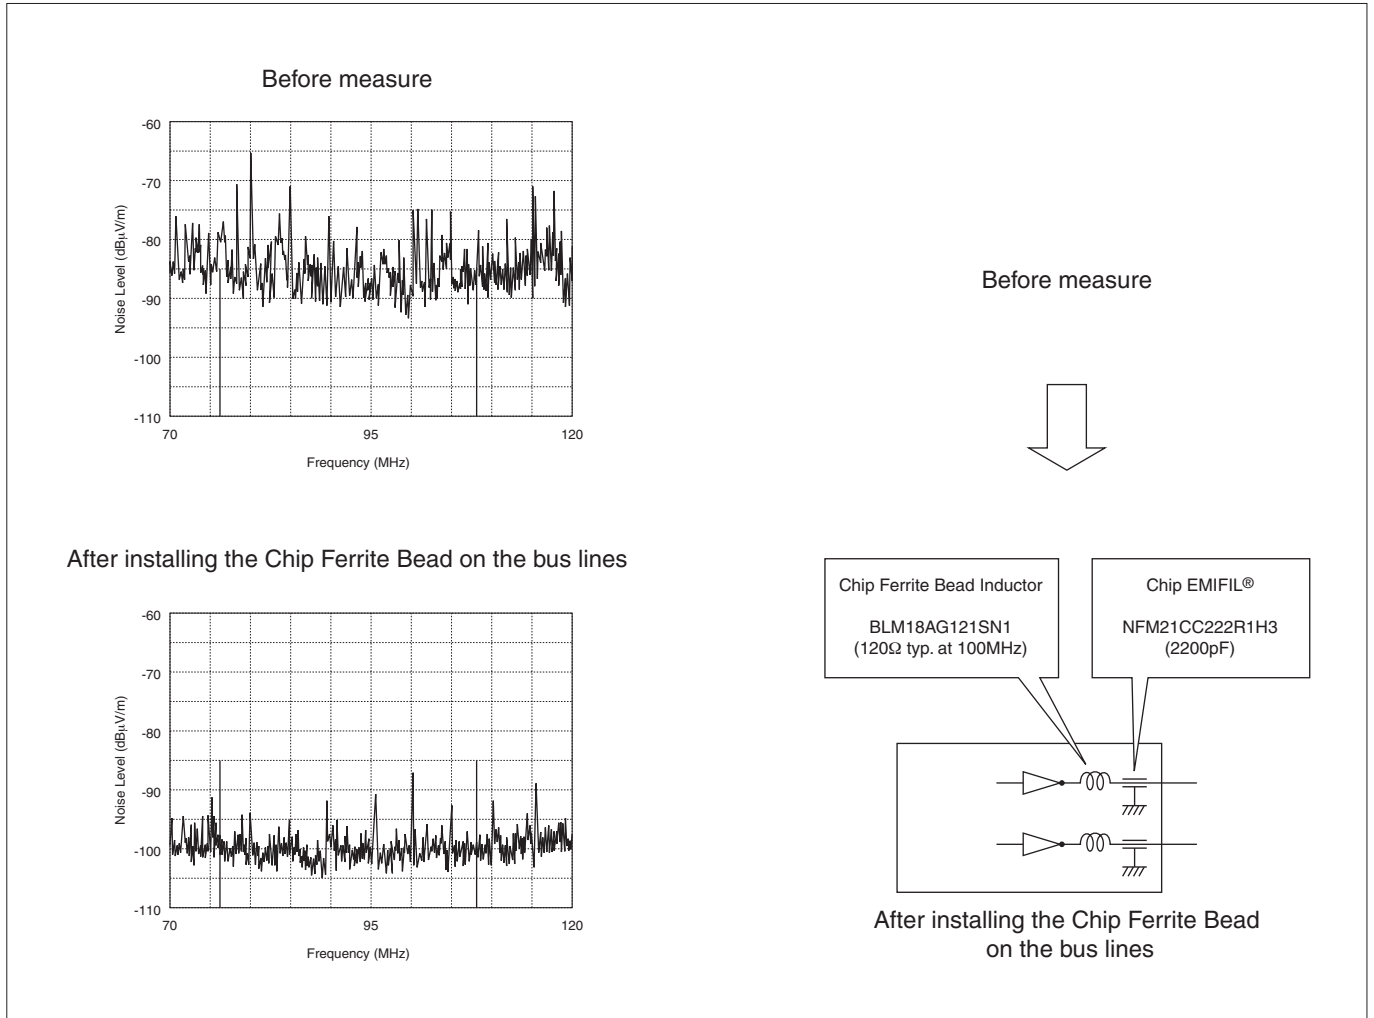 Before measure
-60
-70
-80
-90
-100
-110
Noise Level (dBμV/m)
70 95 120
Frequency (MHz)
Before measure
After installing the Chip Ferrite Bead on the bus lines
-60
-70
-80
-90
-100
-110
Noise Level (dBμV/m)
70 95 120
Frequency (MHz)
Chip Ferrite Bead Inductor
BLM18AG121SN1
(120Ω typ. at 100MHz)
Chip EMIFIL®
NFM21CC222R1H3
(2200pF)
After installing the Chip Ferrite Bead
on the bus lines